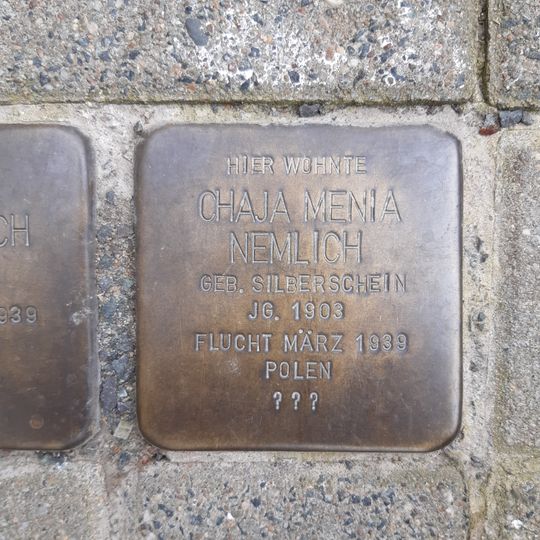 HIER WOHNTE
CHAJA MENIA
NEMLICH
GEB. SILBERSCHEIN
JG. 1903
FLUCHT MÄRZ 1939
POLEN
???